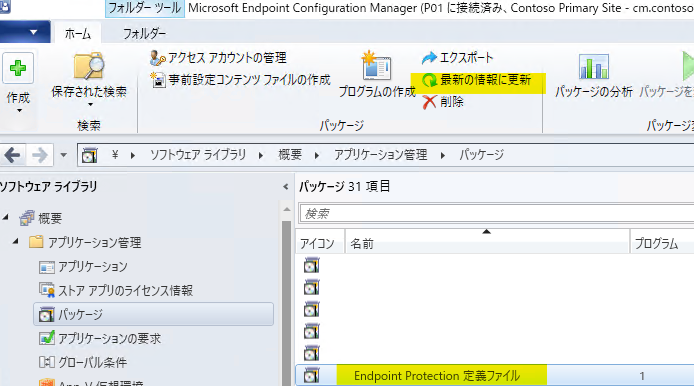 フォルダー ツール
Microsoft Endpoint Configuration Manager (P01 に接続済み、Contoso Primary Site - cm.contoso
ホーム
フォルダー
作成
保存された検索
検索
アクセス アカウントの管理
事前設定コンテンツ ファイルの作成
プログラムの作成
エクスポート
最新の情報に更新
削除
パッケージ
パッケージの分析
パッケージを
パッケージ
¥
ソフトウェア ライブラリ
概要
アプリケーション管理
パッケージ
ソフトウェア ライブラリ
概要
アプリケーション管理
アプリケーション
ストア アプリのライセンス情報
パッケージ
アプリケーションの要求
グローバル条件
App-V 仮想環境
パッケージ 31 項目
検索
アイコン
名前
プログラム
Endpoint Protection 定義ファイル
1